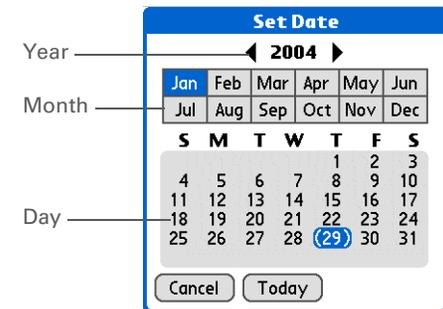 Set Date
Year
2004
Jan Feb Mar Apr May Jun
Month
Jul Aug Sep Oct Nov Dec
S M T W T F S
1 2 3
4 5 6 7 8 9 10
11 12 13 14 15 16 17
Day
18 19 20 21 22 23 24
25 26 27 28 (29) 30 31
Cancel Today